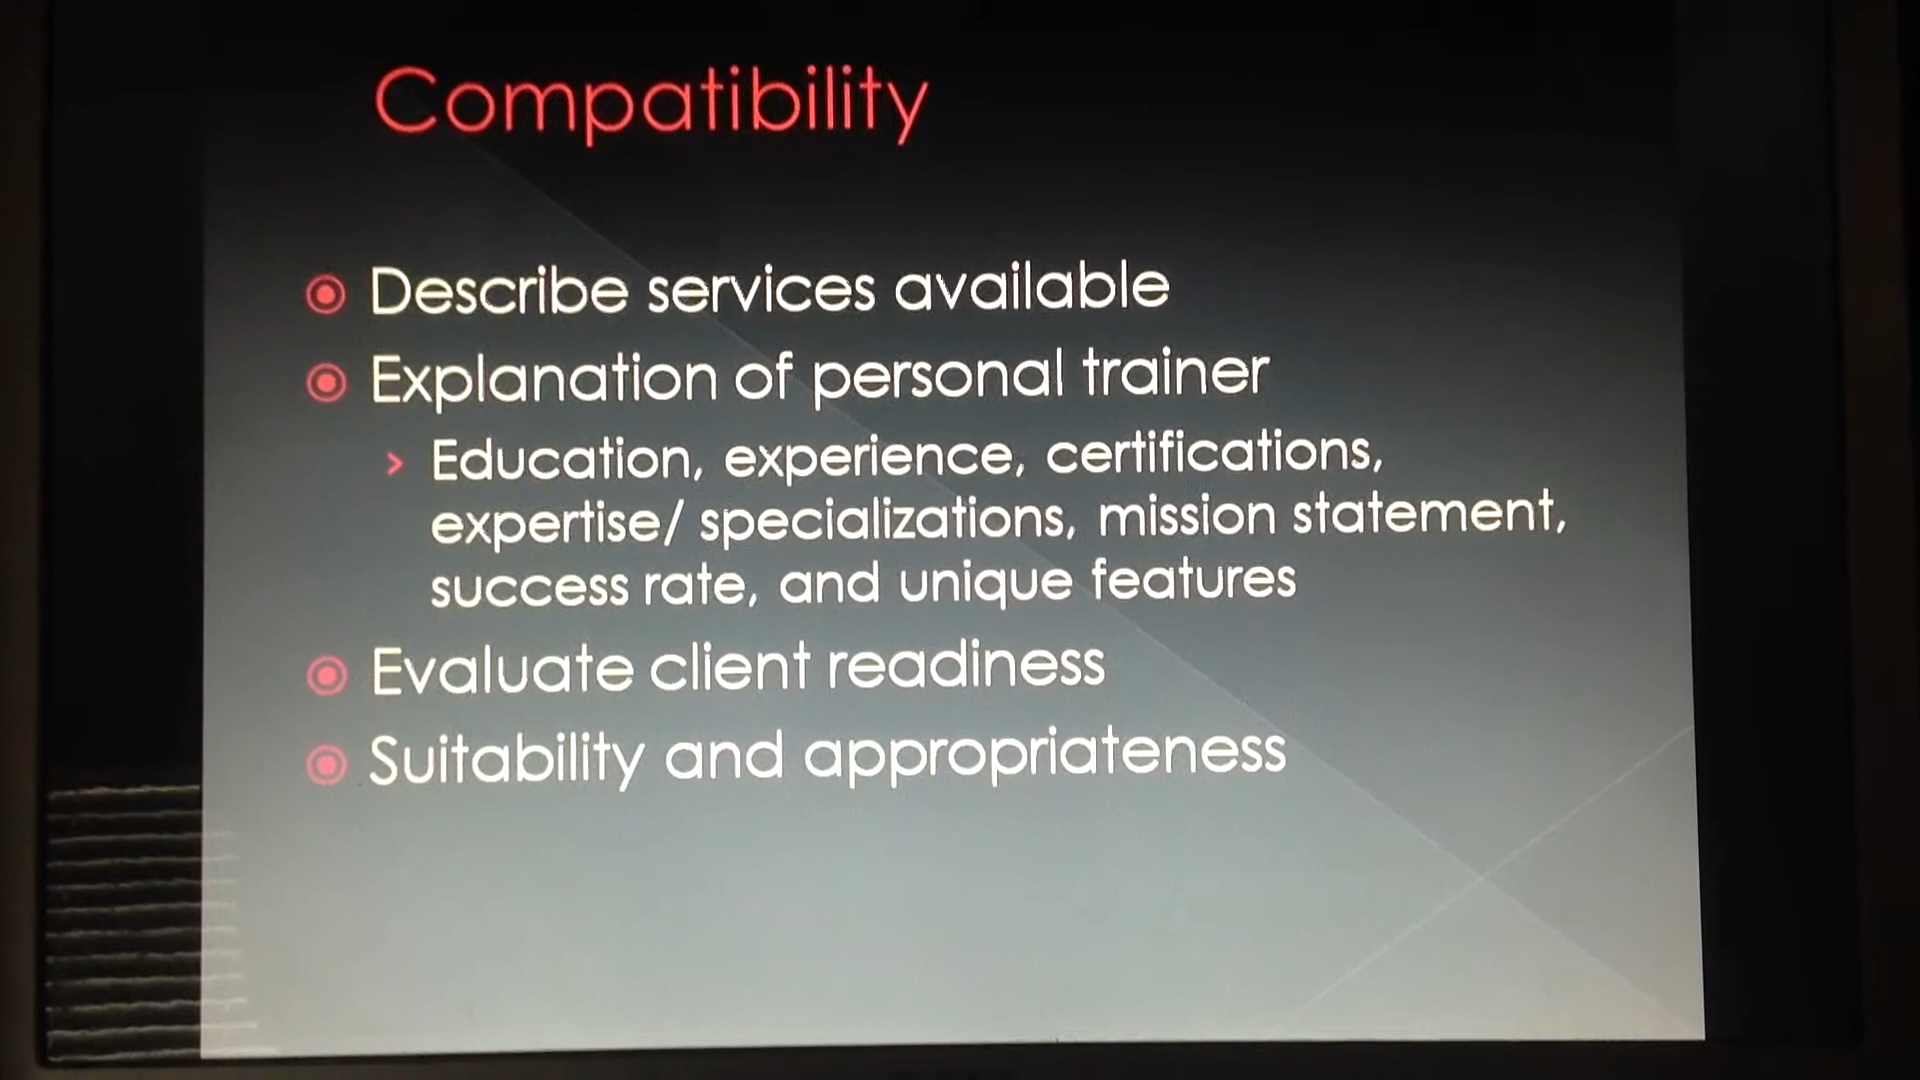 Compatibility
Describe services available
Explanation of personal trainer
Education, experience, certifications,
expertise/ specializations, mission statement,
success rate, and unique features
Evaluate client readiness
Suitability and appropriateness